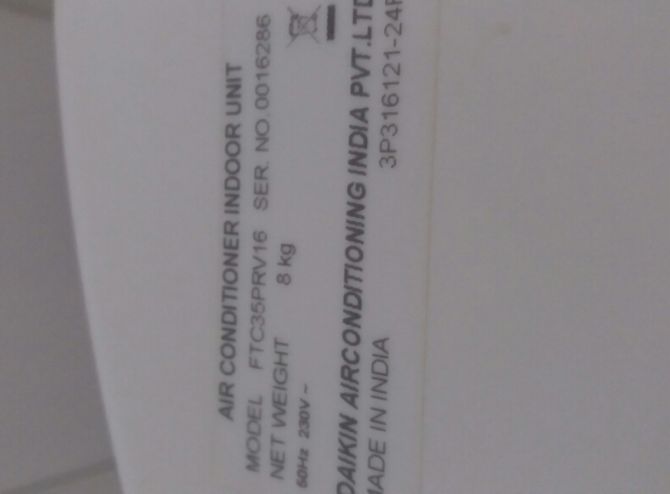 AIR CONDITIONER INDOOR UNIT
MODEL FTC35PRV16 SER. NO. 0016286
NET WEIGHT 8 kg
60Hz 230V ~
DAIKIN AIRCONDITIONING INDIA PVT.LTD
MADE IN INDIA 3P316121-24